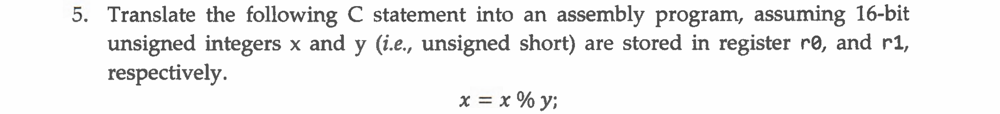 5. Translate the following C statement into an assembly program, assuming 16-bit
unsigned integers x and y (i.e., unsigned short) are stored in register r0, and r1,
respectively.
x = x % y;